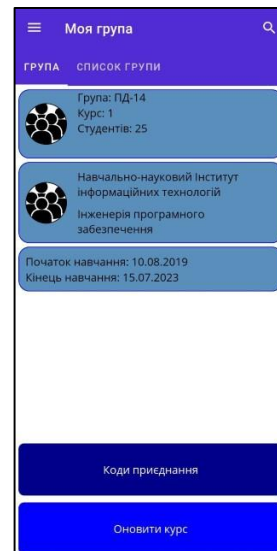 Моя група
ГРУПА СПИСОК ГРУПИ
Група: ПД-14
Курс: 1
Студентів: 25
Навчально-науковий Інститут
інформаційних технологій
Інженерія програмного
забезпечення
Початок навчання: 10.08.2019
Кінець навчання: 15.07.2023
Коди приєднання
Оновити курс